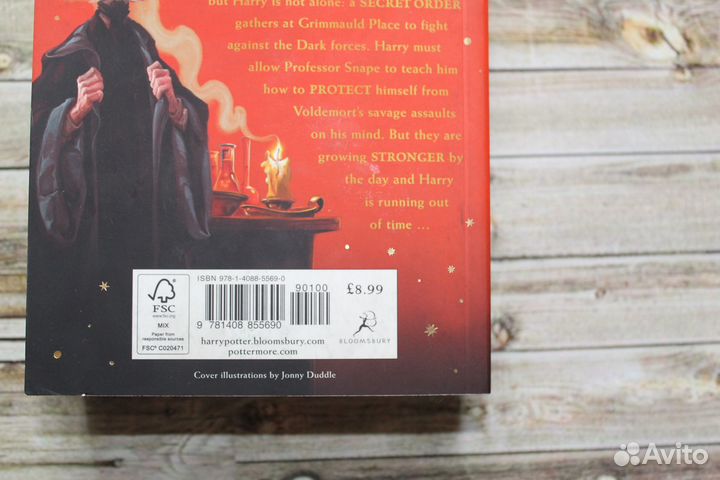 but Harry is not alone: a SECRET ORDER
gathers at Grimmauld Place to fight
against the Dark forces. Harry must
allow Professor Snape to teach him
how to PROTECT himself from
Voldemort's savage assaults
on his mind. But they are
growing STRONGER by
the day and Harry
is running out
of time ...
ISBN 978-1-4088-5569-0
90100
£8.99
FSC
www.fsc.org
MIX
Paper from
responsible sources
FSC® C020471
9 781408 855690
harrypotter.bloomsbury.com
pottermore.com
BLOOMSBURY
Cover illustrations by Jonny Duddle
Avito